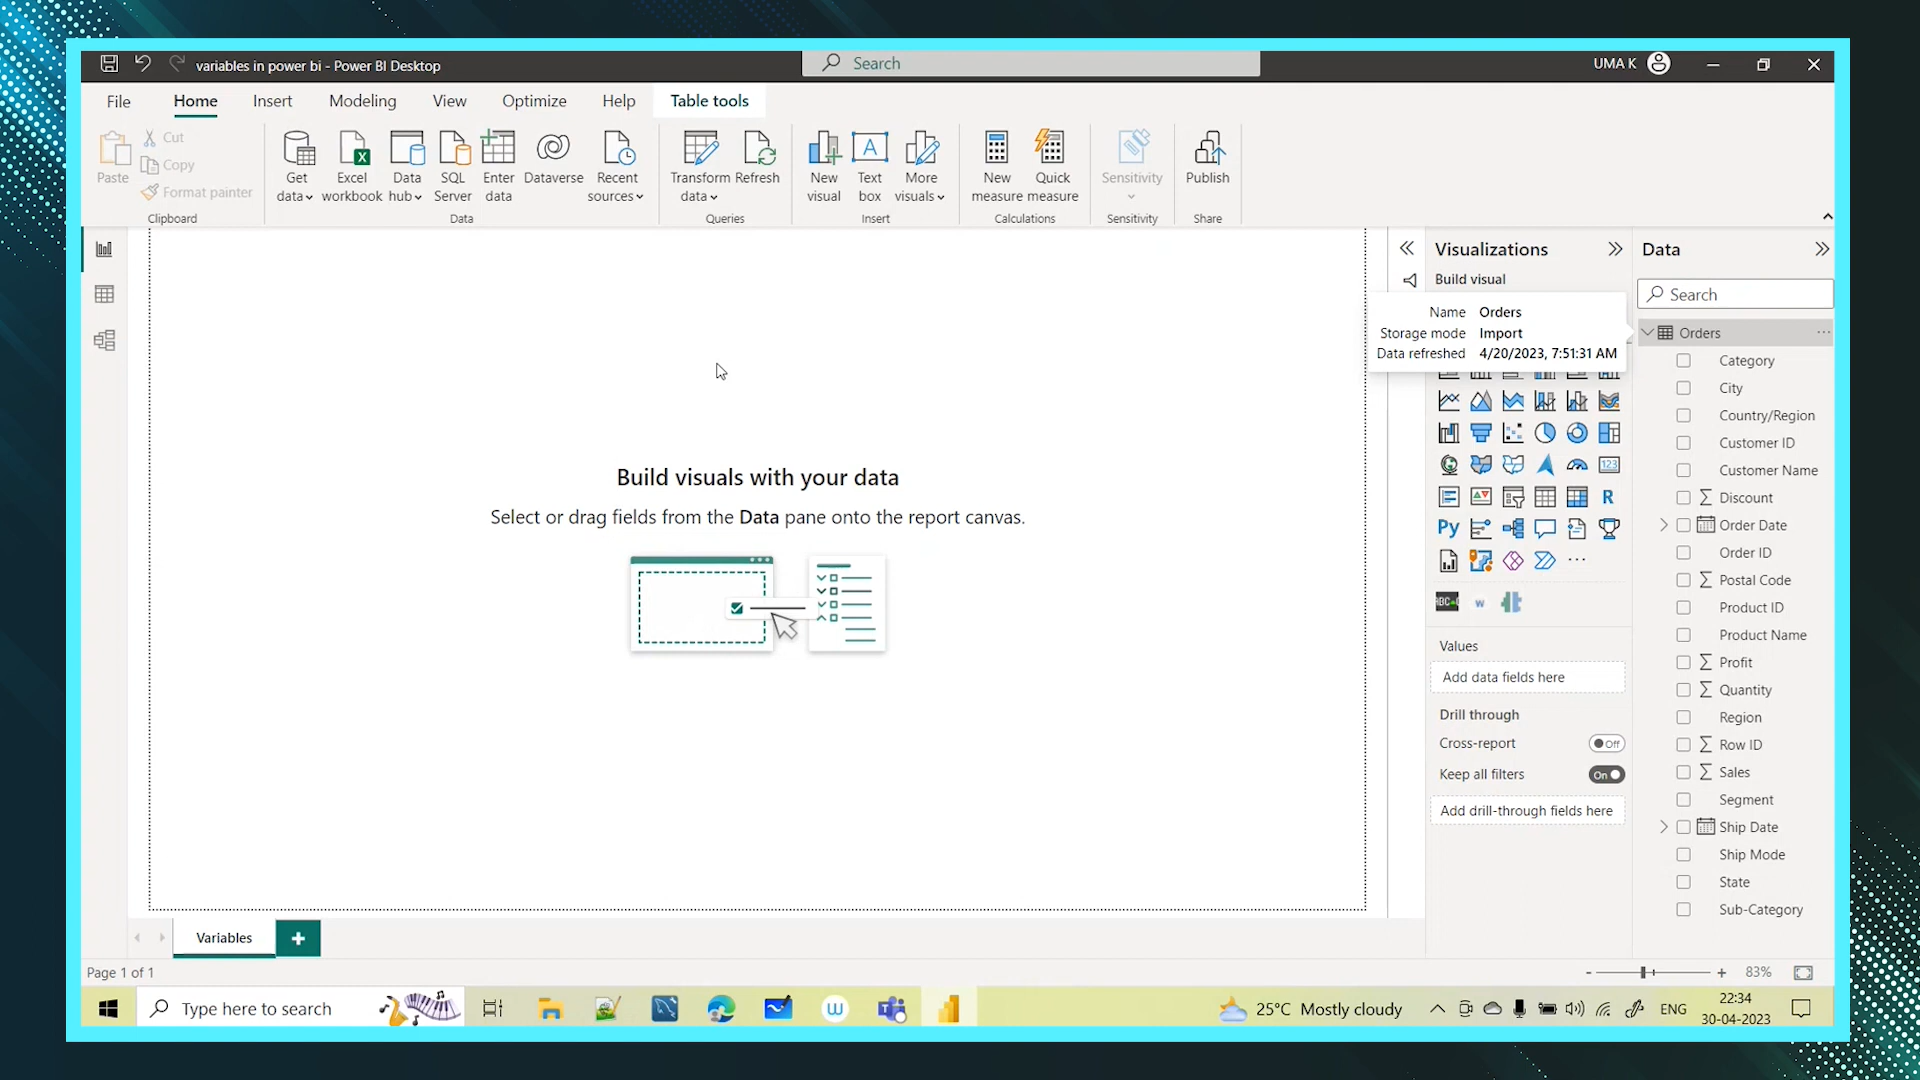 variables in power bi - Power BI Desktop
Search
UMA K
File
Home
Insert
Modeling
View
Optimize
Help
Table tools
Paste
Cut
Copy
Format painter
Clipboard
Get data
Excel workbook
Data hub
SQL Server
Enter data
Dataverse
Recent sources
Data
Transform data
Refresh
Queries
New visual
Text box
More visuals
Insert
New measure
Quick measure
Calculations
Sensitivity
Sensitivity
Publish
Share
Visualizations
Build visual
Data
Search
Name Orders
Storage mode Import
Data refreshed 4/20/2023, 7:51:31 AM
Orders
Category
City
Country/Region
Customer ID
Customer Name
Discount
Order Date
Order ID
Postal Code
Product ID
Product Name
Profit
Quantity
Region
Row ID
Sales
Segment
Ship Date
Ship Mode
State
Sub-Category
123
R
Py
Values
Add data fields here
Drill through
Cross-report
Off
Keep all filters
On
Add drill-through fields here
Build visuals with your data
Select or drag fields from the Data pane onto the report canvas.
Variables
Page 1 of 1
83%
Type here to search
25°C Mostly cloudy
ENG
22:34
30-04-2023